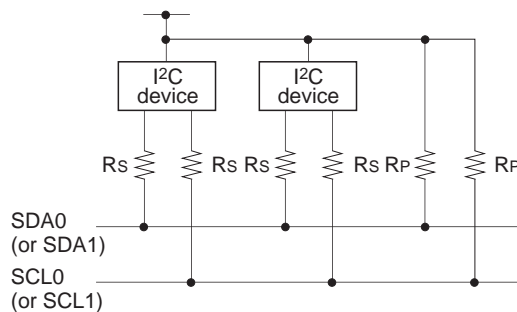 I²C
device
I²C
device
RS
RS
RS
RS
RP
RP
SDA0
(or SDA1)
SCL0
(or SCL1)